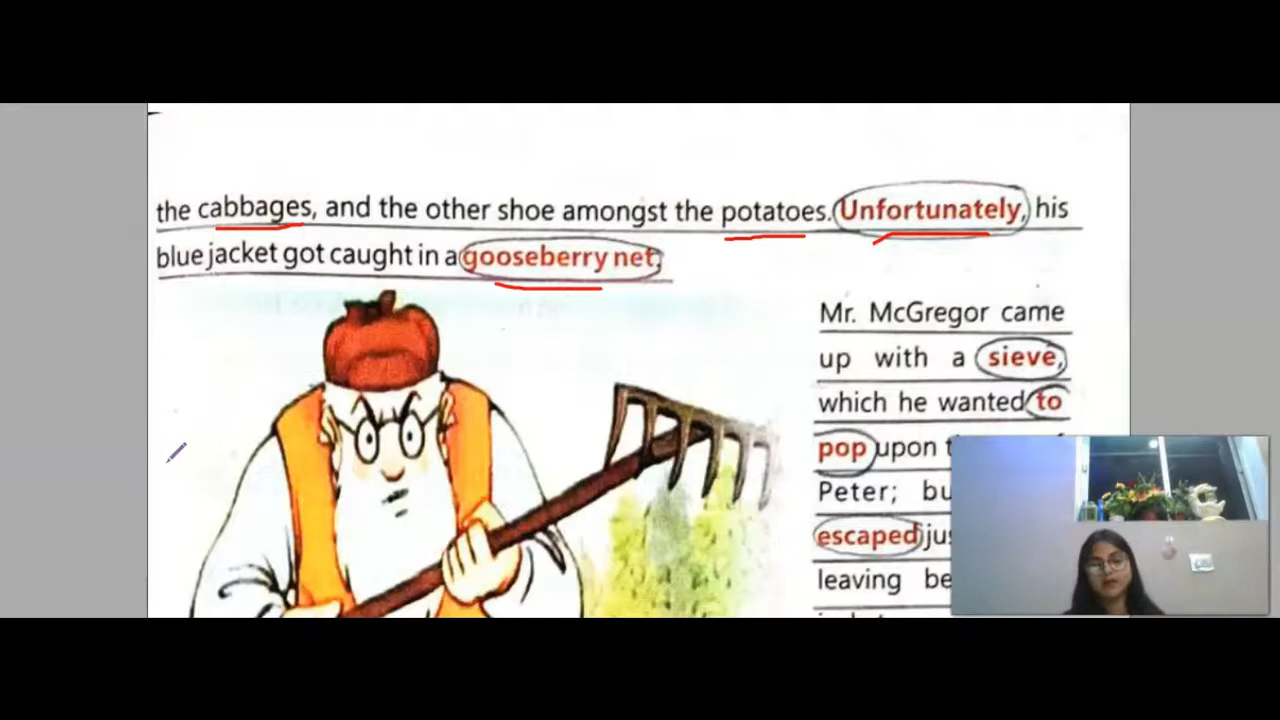 the cabbages, and the other shoe amongst the potatoes. Unfortunately, his
blue jacket got caught in a gooseberry net.
Mr. McGregor came
up with a sieve,
which he wanted to
pop upon
Peter;
escaped
leaving